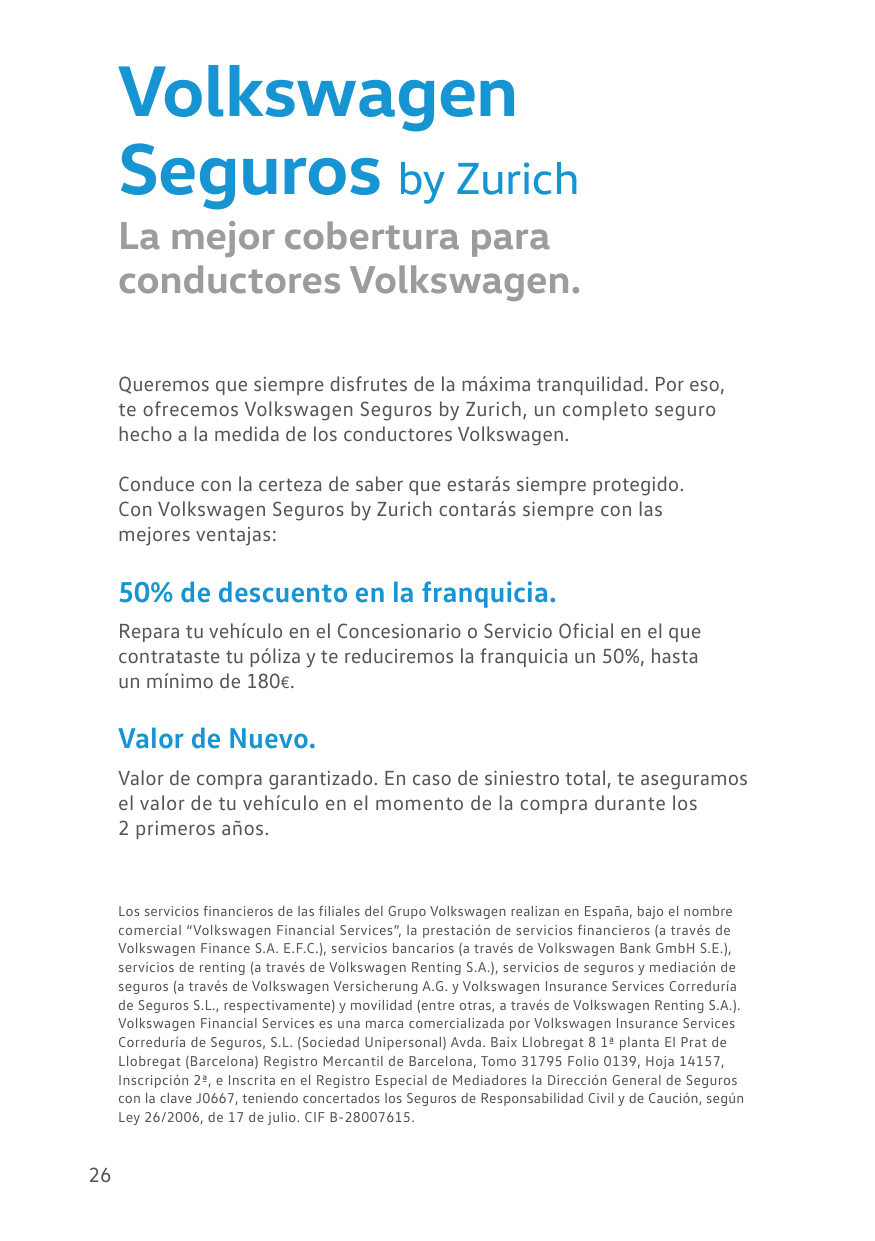 Volkswagen
Seguros by Zurich
La mejor cobertura para
conductores Volkswagen.
Queremos que siempre disfrutes de la máxima tranquilidad. Por eso,
te ofrecemos Volkswagen Seguros by Zurich, un completo seguro
hecho a la medida de los conductores Volkswagen.
Conduce con la certeza de saber que estarás siempre protegido.
Con Volkswagen Seguros by Zurich contarás siempre con las
mejores ventajas:
50% de descuento en la franquicia.
Repara tu vehículo en el Concesionario o Servicio Oficial en el que
contrataste tu póliza y te reduciremos la franquicia un 50%, hasta
un mínimo de 180€.
Valor de Nuevo.
Valor de compra garantizado. En caso de siniestro total, te aseguramos
el valor de tu vehículo en el momento de la compra durante los
2 primeros años.
Los servicios financieros de las filiales del Grupo Volkswagen realizan en España, bajo el nombre
comercial “Volkswagen Financial Services”, la prestación de servicios financieros (a través de
Volkswagen Finance S.A. E.F.C.), servicios bancarios (a través de Volkswagen Bank GmbH S.E.),
servicios de renting (a través de Volkswagen Renting S.A.), servicios de seguros y mediación de
seguros (a través de Volkswagen Versicherung A.G. y Volkswagen Insurance Services Correduría
de Seguros S.L., respectivamente) y movilidad (entre otras, a través de Volkswagen Renting S.A.).
Volkswagen Financial Services es una marca comercializada por Volkswagen Insurance Services
Correduría de Seguros, S.L. (Sociedad Unipersonal) Avda. Baix Llobregat 8 1ª planta El Prat de
Llobregat (Barcelona) Registro Mercantil de Barcelona, Tomo 31795 Folio 0139, Hoja 14157,
Inscripción 2ª, e Inscrita en el Registro Especial de Mediadores la Dirección General de Seguros
con la clave J0667, teniendo concertados los Seguros de Responsabilidad Civil y de Caución, según
Ley 26/2006, de 17 de julio. CIF B-28007615.
26